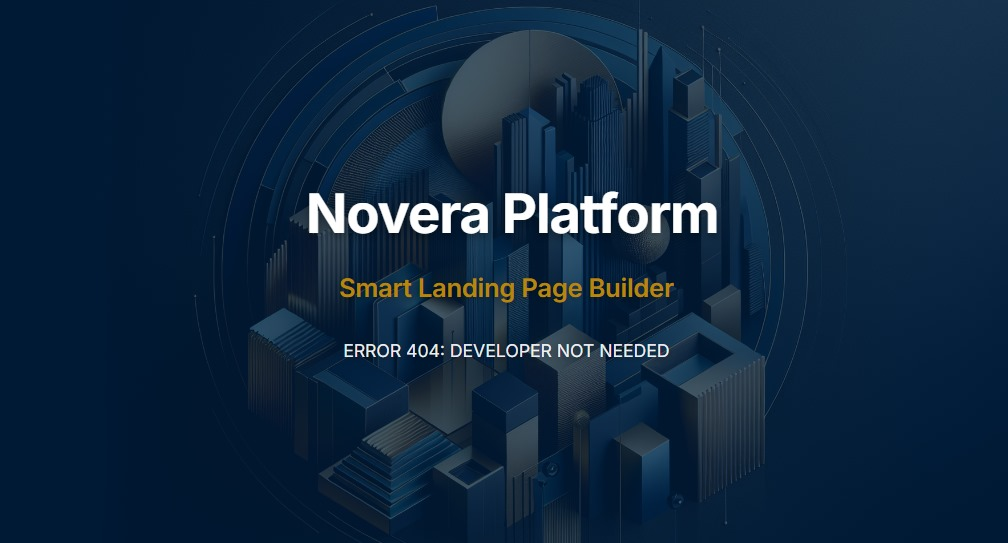 Novera Platform
Smart Landing Page Builder
ERROR 404: DEVELOPER NOT NEEDED